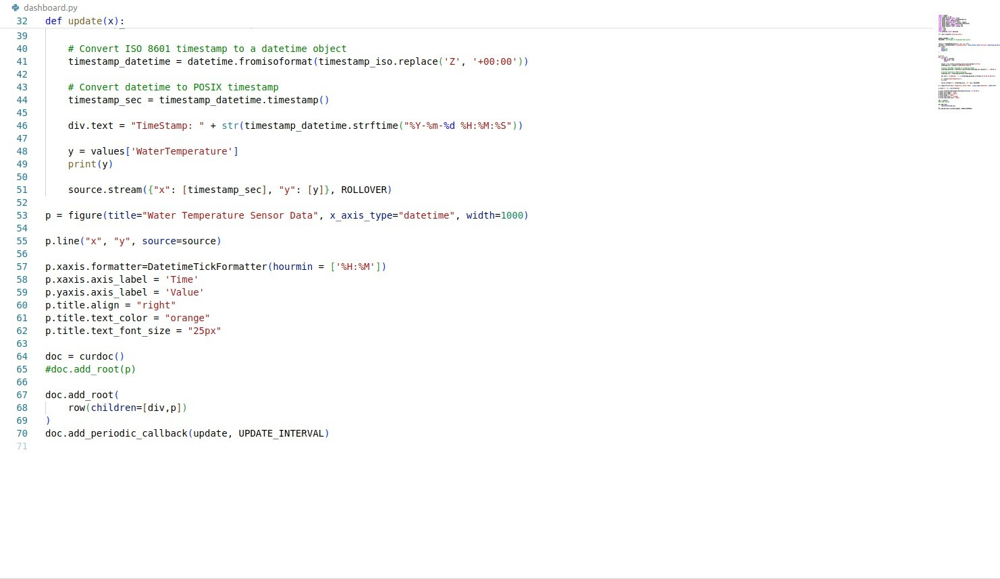 dashboard.py
32 def update(x):
39
40 # Convert ISO 8601 timestamp to a datetime object
41 timestamp_datetime = datetime.fromisoformat(timestamp_iso.replace('Z', '+00:00'))
42
43 # Convert datetime to POSIX timestamp
44 timestamp_sec = timestamp_datetime.timestamp()
45
46 div.text = "TimeStamp: " + str(timestamp_datetime.strftime("%Y-%m-%d %H:%M:%S"))
47
48 y = values['WaterTemperature']
49 print(y)
50
51 source.stream({"x": [timestamp_sec], "y": [y]}, ROLLOVER)
52
53 p = figure(title="Water Temperature Sensor Data", x_axis_type="datetime", width=1000)
54
55 p.line("x", "y", source=source)
56
57 p.xaxis.formatter=DatetimeTickFormatter(hourmin = ['%H:%M'])
58 p.xaxis.axis_label = 'Time'
59 p.yaxis.axis_label = 'Value'
60 p.title.align = "right"
61 p.title.text_color = "orange"
62 p.title.text_font_size = "25px"
63
64 doc = curdoc()
65 #doc.add_root(p)
66
67 doc.add_root(
68 row(children=[div,p])
69 )
70 doc.add_periodic_callback(update, UPDATE_INTERVAL)
71